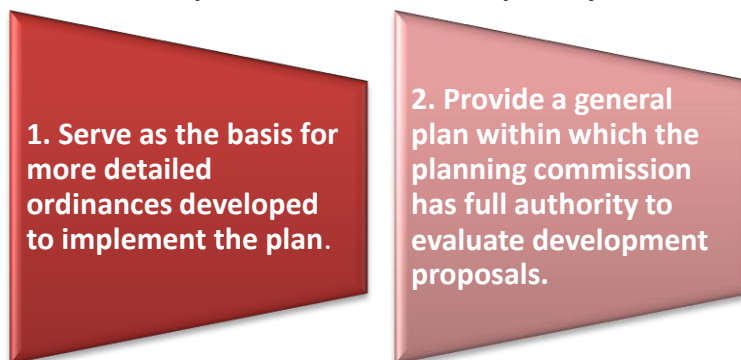 1. Serve as the basis for
more detailed
ordinances developed
to implement the plan.
2. Provide a general
plan within which the
planning commission
has full authority to
evaluate development
proposals.